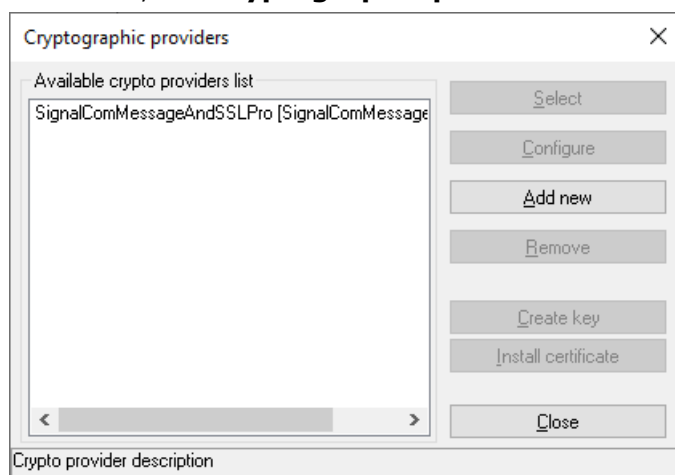 Cryptographic providers
Available crypto providers list
SignalComMessageAndSSLPro [SignalComMessage
Select
Configure
Add new
Remove
Create key
Install certificate
Close
Crypto provider description